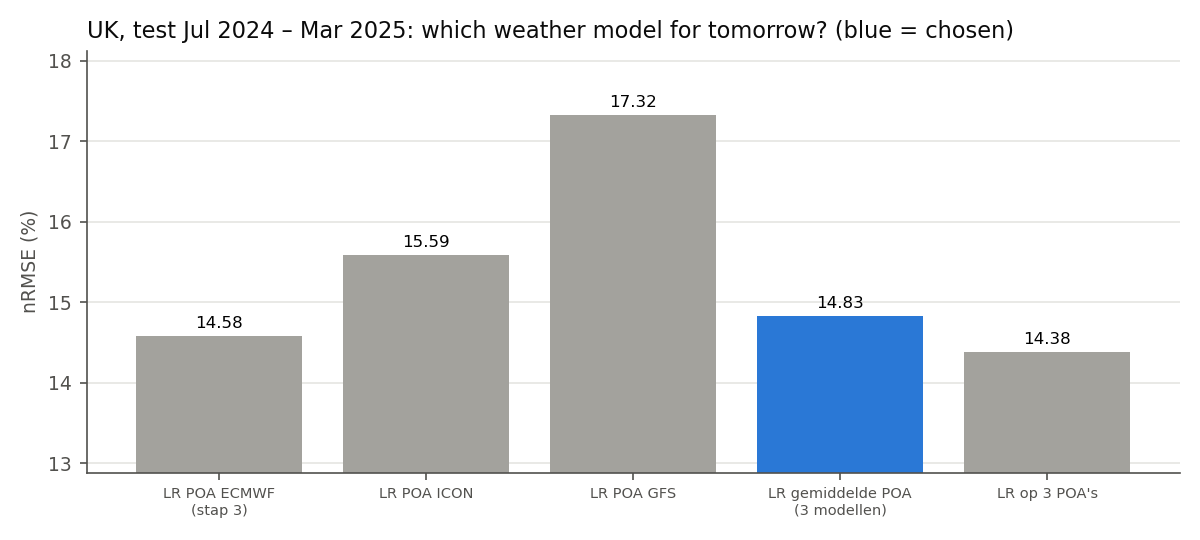 UK, test Jul 2024 – Mar 2025: which weather model for tomorrow? (blue = chosen)
nRMSE (%)
18
17
16
15
14
13
14.58
15.59
17.32
14.83
14.38
LR POA ECMWF
(stap 3)
LR POA ICON
LR POA GFS
LR gemiddelde POA
(3 modellen)
LR op 3 POA's